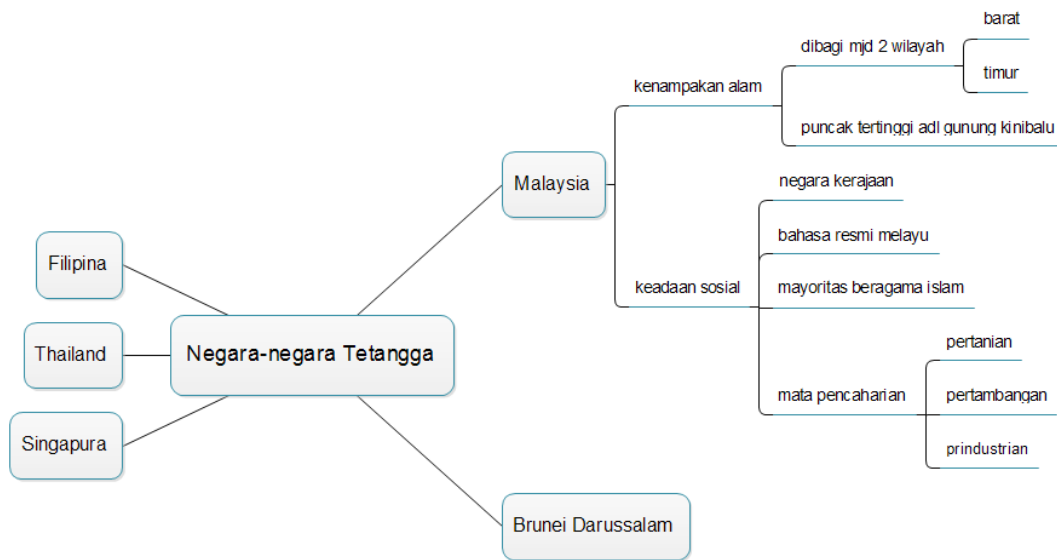 Negara-negara Tetangga
Filipina
Thailand
Singapura
Malaysia
kenampakan alam
dibagi mjd 2 wilayah
barat
timur
puncak tertinggi adl gunung kinibalu
keadaan sosial
negara kerajaan
bahasa resmi melayu
mayoritas beragama islam
mata pencaharian
pertanian
pertambangan
prindustrian
Brunei Darussalam